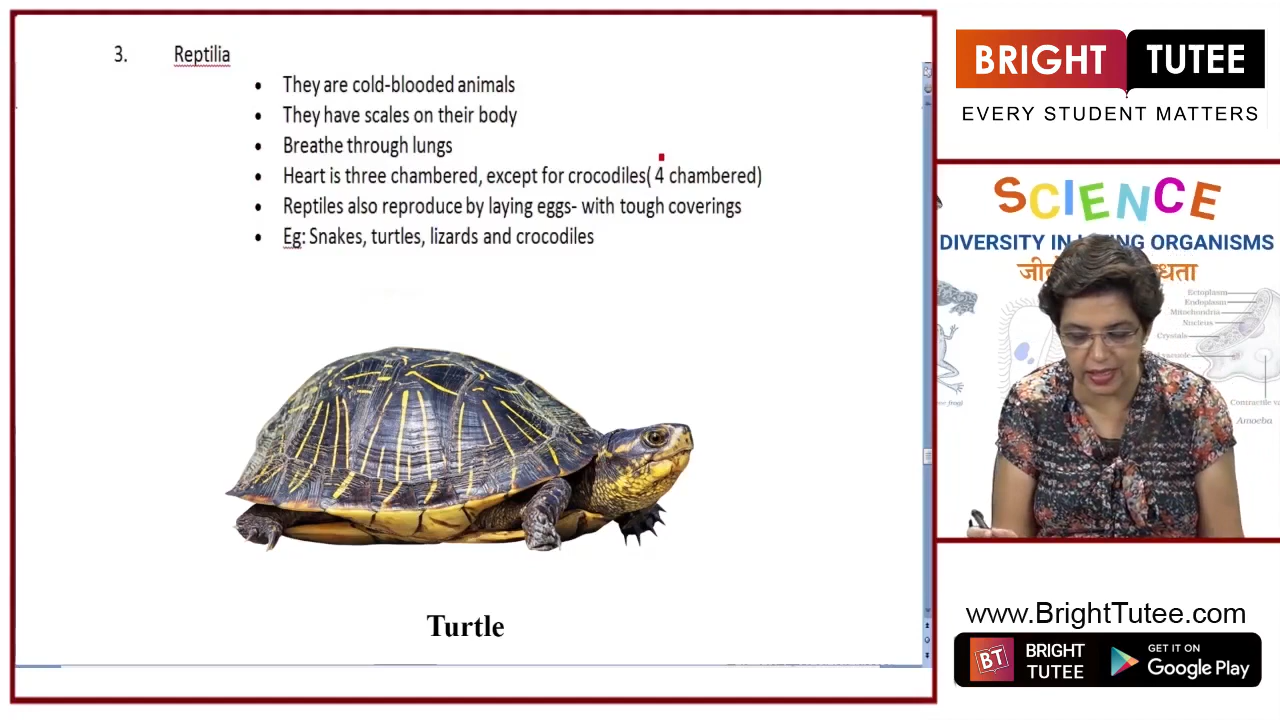 3. Reptilia
• They are cold-blooded animals
• They have scales on their body
• Breathe through lungs
• Heart is three chambered, except for crocodiles( 4 chambered)
• Reptiles also reproduce by laying eggs- with tough coverings
• Eg: Snakes, turtles, lizards and crocodiles
Turtle
BRIGHT TUTEE
EVERY STUDENT MATTERS
SCIENCE
DIVERSITY IN ORGANISMS
Ectoplasm
Endoplasm
Mitochondria
Nucleus
Crystals
Contractile
Amoeba
www.BrightTutee.com
BT BRIGHT TUTEE
GET IT ON
Google Play